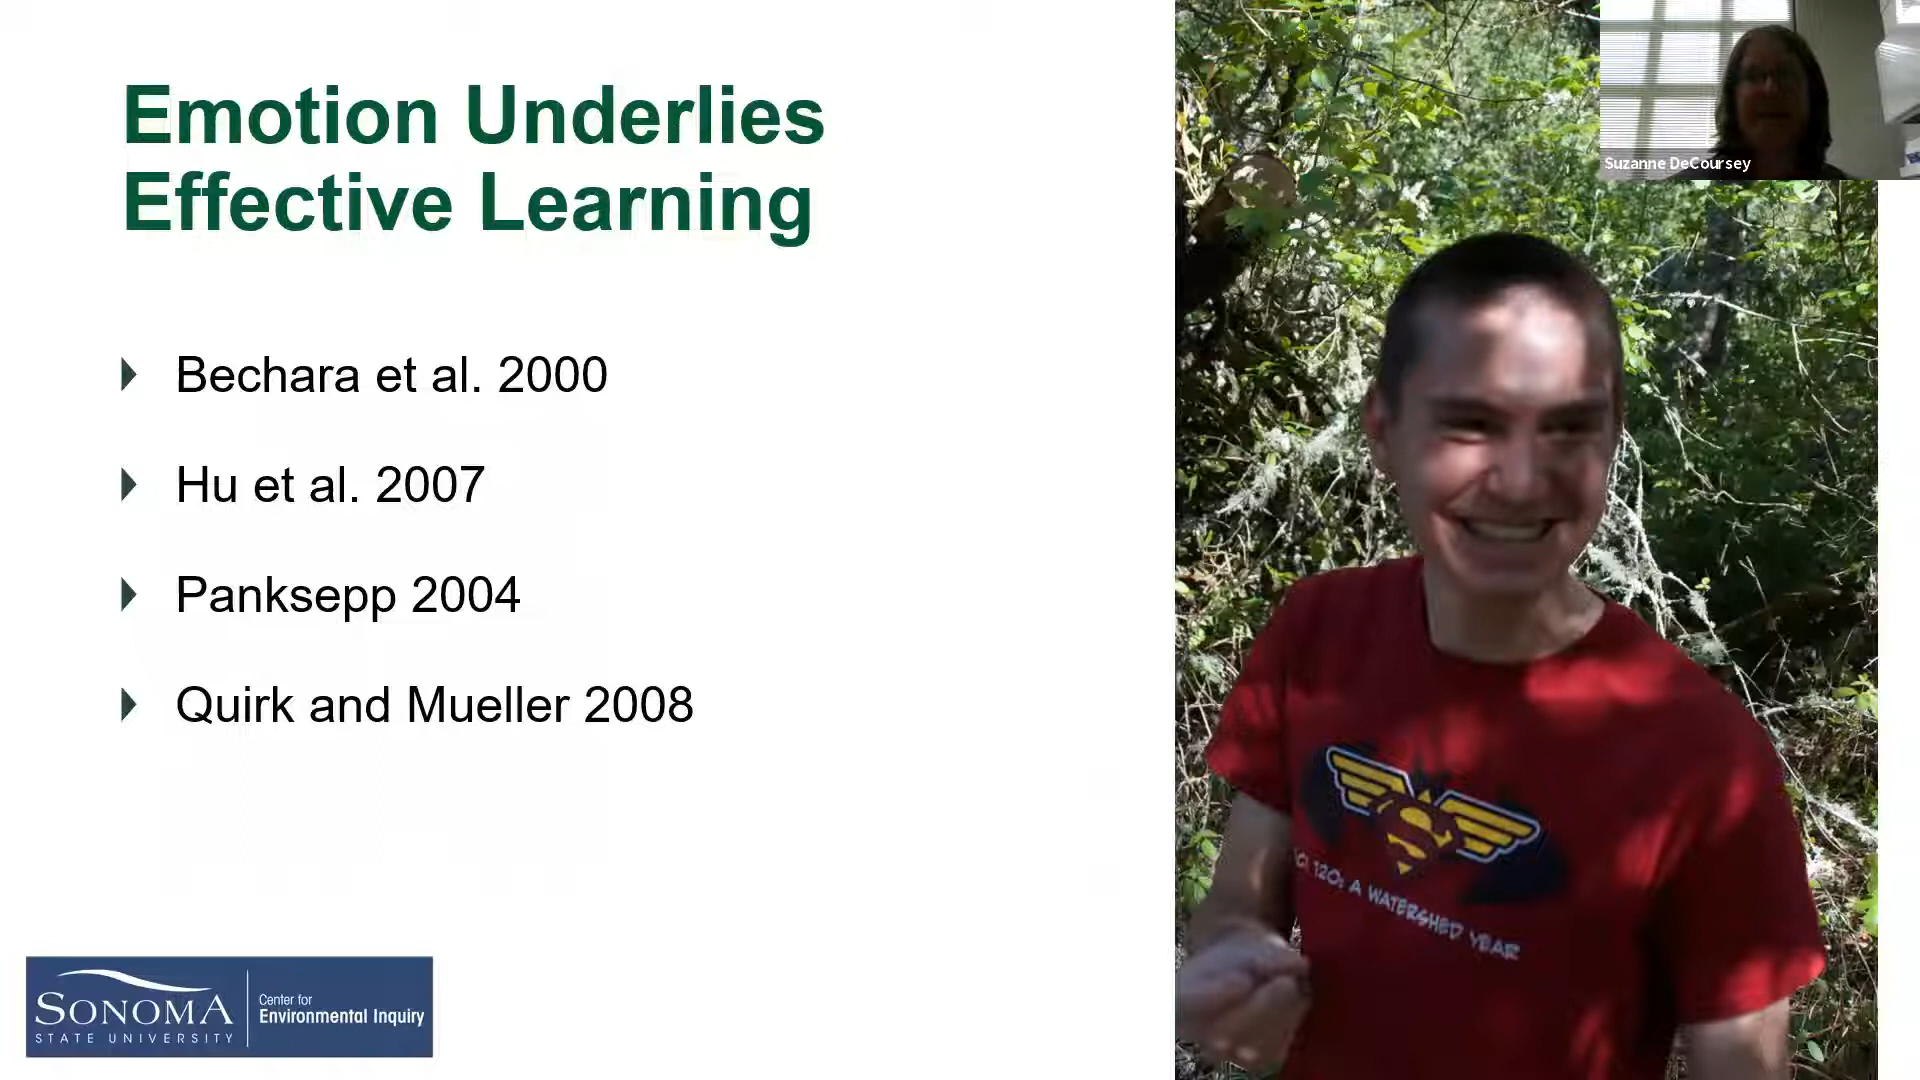 Emotion Underlies
Effective Learning
Bechara et al. 2000
Hu et al. 2007
Panksepp 2004
Quirk and Mueller 2008
Suzanne DeCoursey
120: A WATERSHED YEAR
SONOMA
STATE UNIVERSITY
Center for
Environmental Inquiry